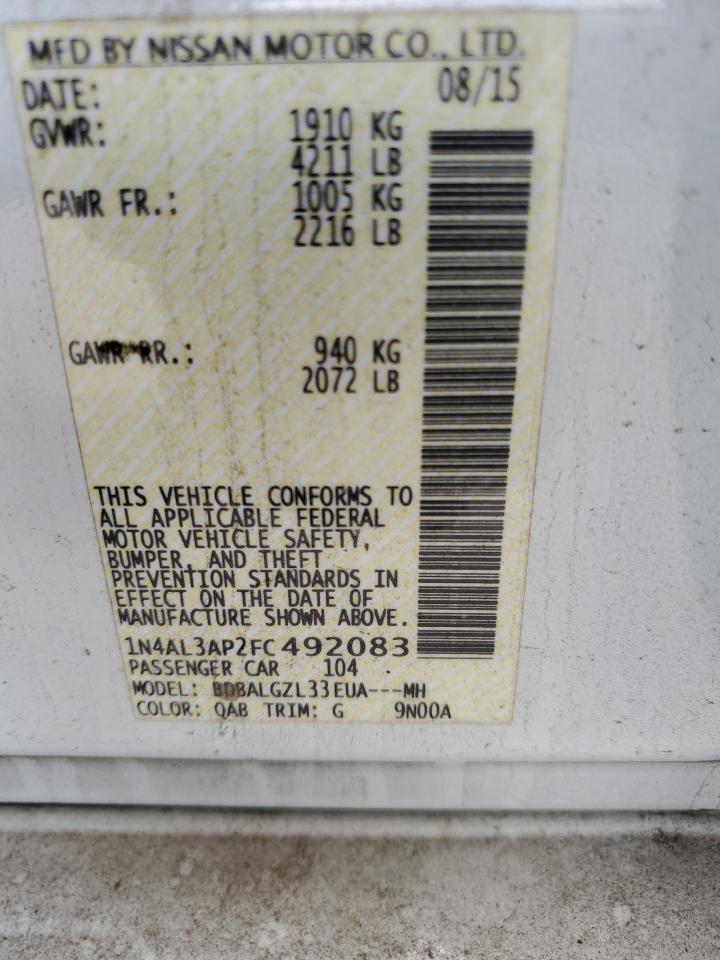 MFD BY NISSAN MOTOR CO., LTD.
DATE: 08/15
GVWR: 1910 KG
4211 LB
GAWR FR.: 1005 KG
2216 LB
GAWR RR.: 940 KG
2072 LB
THIS VEHICLE CONFORMS TO
ALL APPLICABLE FEDERAL
MOTOR VEHICLE SAFETY,
BUMPER, AND THEFT
PREVENTION STANDARDS IN
EFFECT ON THE DATE OF
MANUFACTURE SHOWN ABOVE.
1N4AL3AP2FC492083
PASSENGER CAR 104
MODEL: BDBALGZL33EUA---MH
COLOR: QAB TRIM: G 9N00A